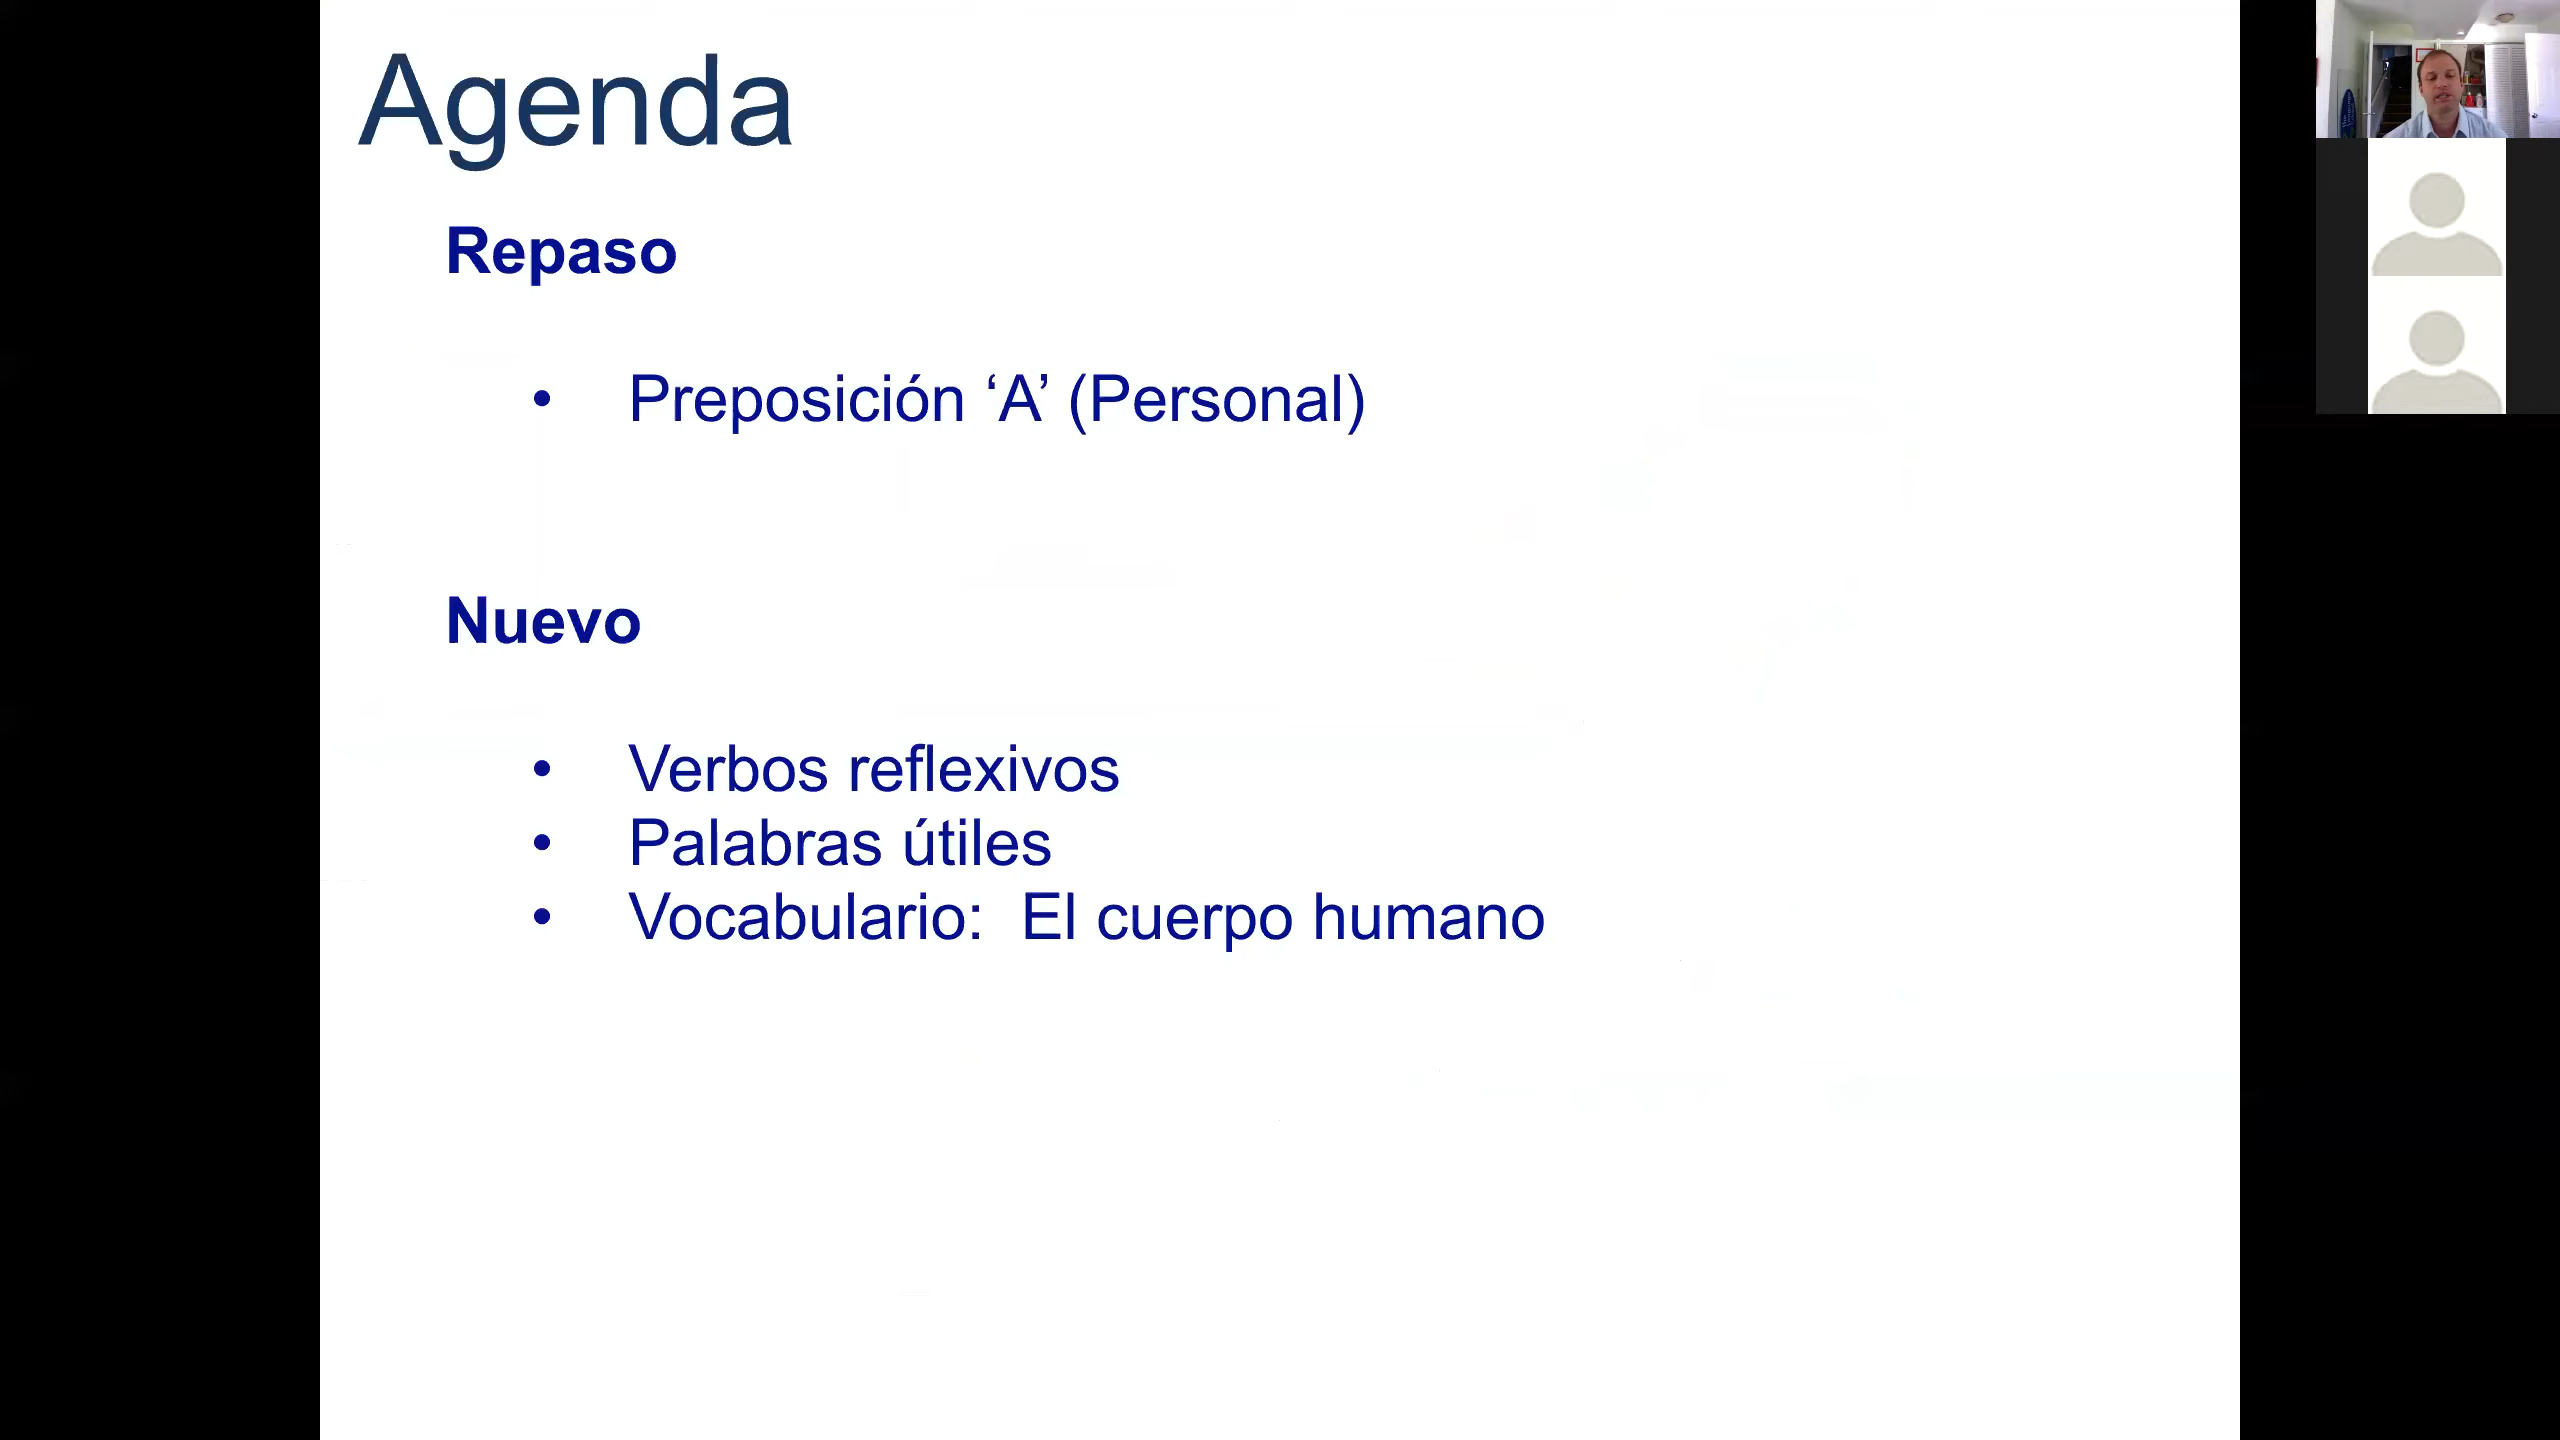 Agenda
Repaso
• Preposición ‘A’ (Personal)
Nuevo
• Verbos reflexivos
• Palabras útiles
• Vocabulario: El cuerpo humano